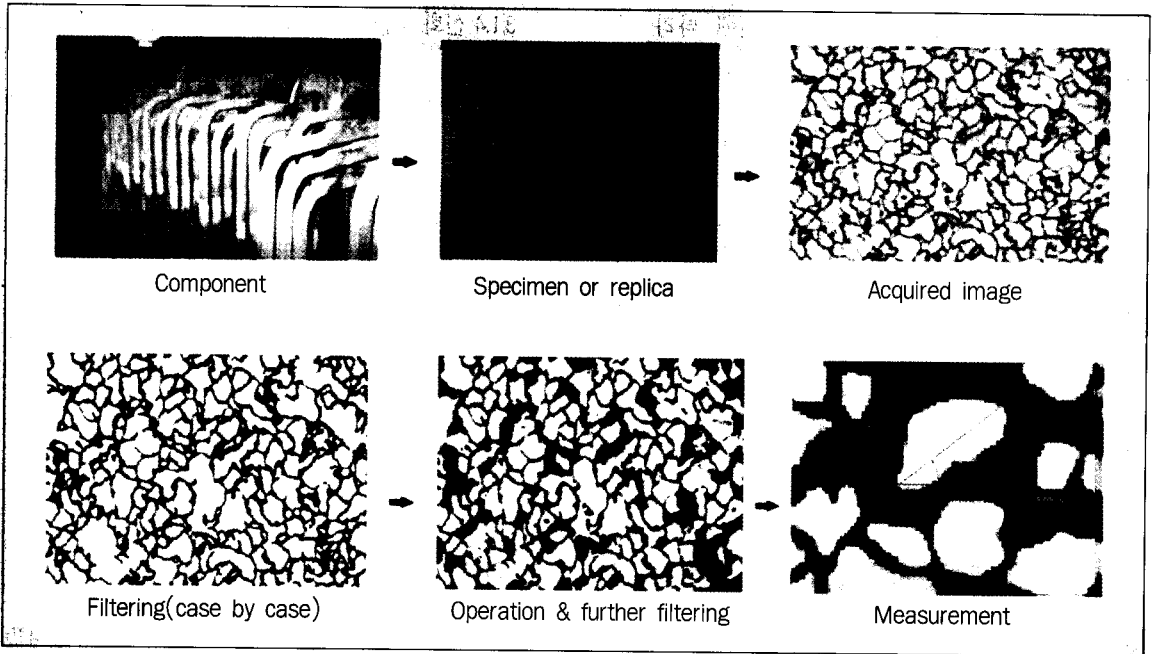 Component
Specimen or replica
Acquired image
Filtering(case by case)
Operation & further filtering
Measurement